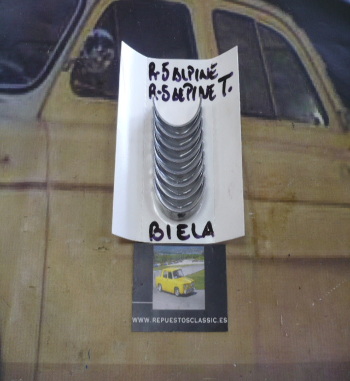 R-5 ALPINE
R-5 ALPINE T.
BIELA
WWW.REPUESTOSCLASSIC.ES